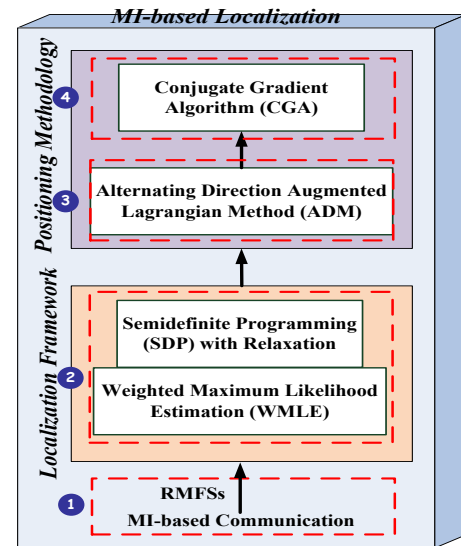 MI-based Localization
Positioning Methodology
4
Conjugate Gradient
Algorithm (CGA)
3
Alternating Direction Augmented
Lagrangian Method (ADM)
Localization Framework
2
Semidefinite Programming
(SDP) with Relaxation
Weighted Maximum Likelihood
Estimation (WMLE)
1
RMFSs
MI-based Communication